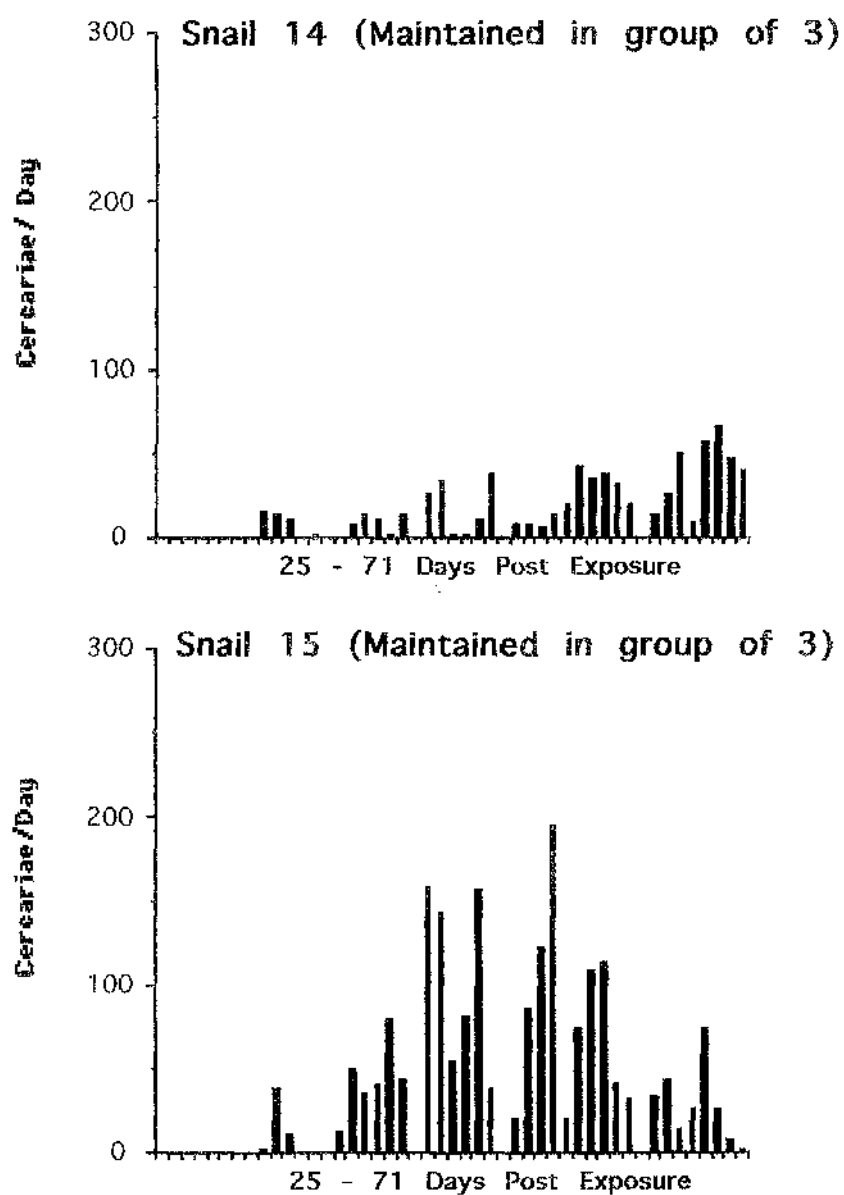 Snail 14 (Maintained in group of 3)
300
200
100
0
Cercariae/ Day
25 - 71 Days Post Exposure
Snail 15 (Maintained in group of 3)
300
200
100
0
Cercariae/Day
25 - 71 Days Post Exposure